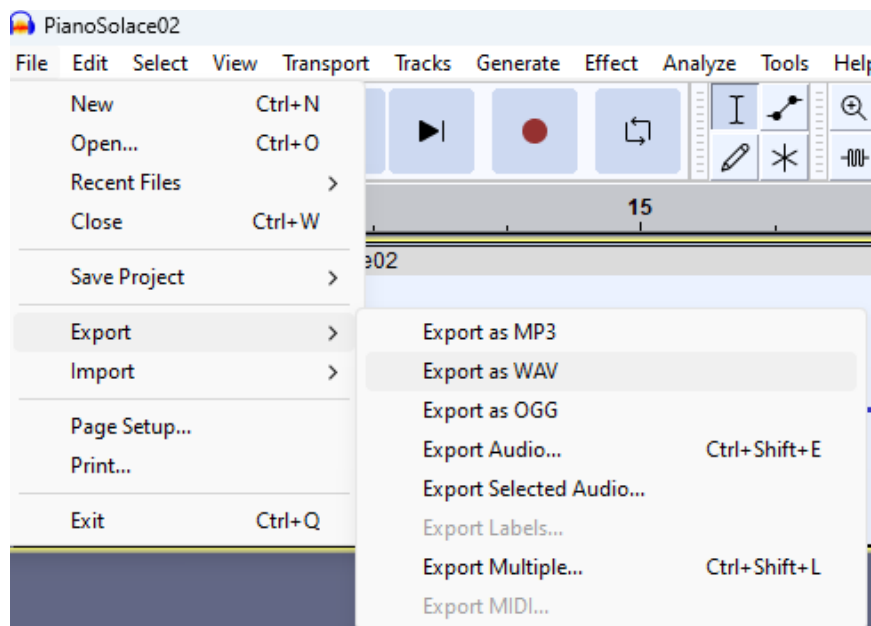 PianoSolace02
File Edit Select View Transport Tracks Generate Effect Analyze Tools Help
New Ctrl+N
Open... Ctrl+O
Recent Files
Close Ctrl+W
15
Save Project
Export
Import
Page Setup...
Print...
Exit Ctrl+Q
Export as MP3
Export as WAV
Export as OGG
Export Audio... Ctrl+Shift+E
Export Selected Audio...
Export Labels...
Export Multiple... Ctrl+Shift+L
Export MIDI...